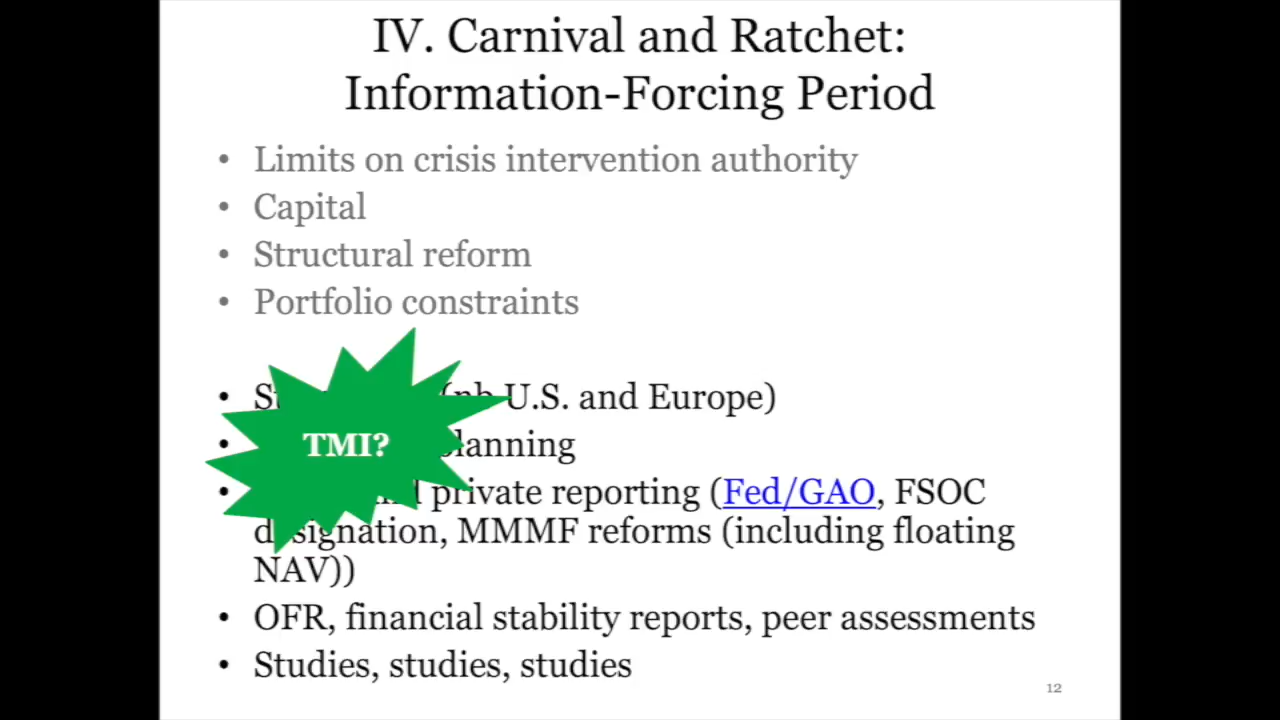 IV. Carnival and Ratchet:
Information-Forcing Period
• Limits on crisis intervention authority
• Capital
• Structural reform
• Portfolio constraints
• (nb U.S. and Europe)
TMI?
• planning
• private reporting (Fed/GAO, FSOC
designation, MMMF reforms (including floating
NAV))
• OFR, financial stability reports, peer assessments
• Studies, studies, studies
12